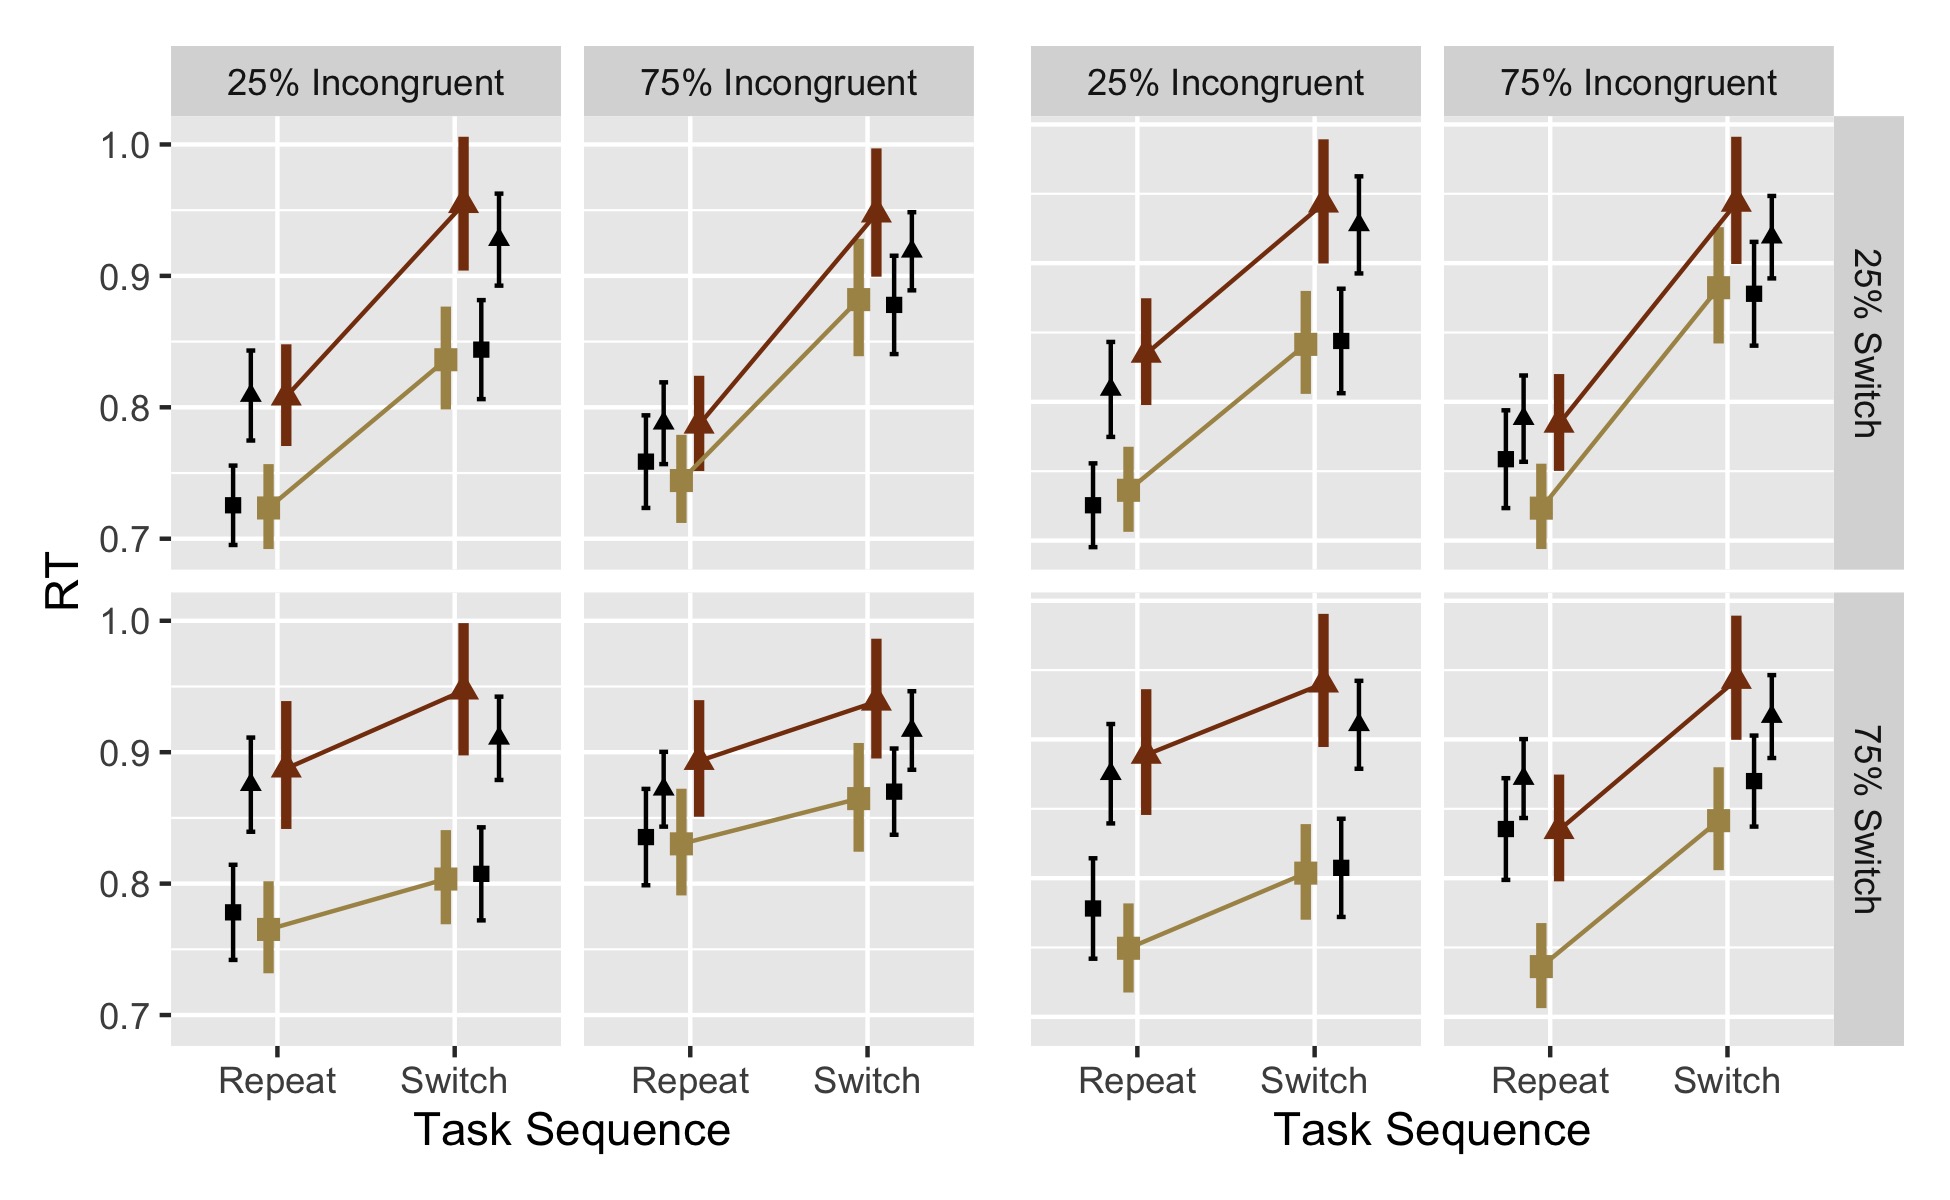 25% Incongruent
75% Incongruent
25% Incongruent
75% Incongruent
1.0
0.9
0.8
0.7
25% Switch
RT
1.0
0.9
0.8
0.7
75% Switch
Repeat
Switch
Repeat
Switch
Repeat
Switch
Repeat
Switch
Task Sequence
Task Sequence